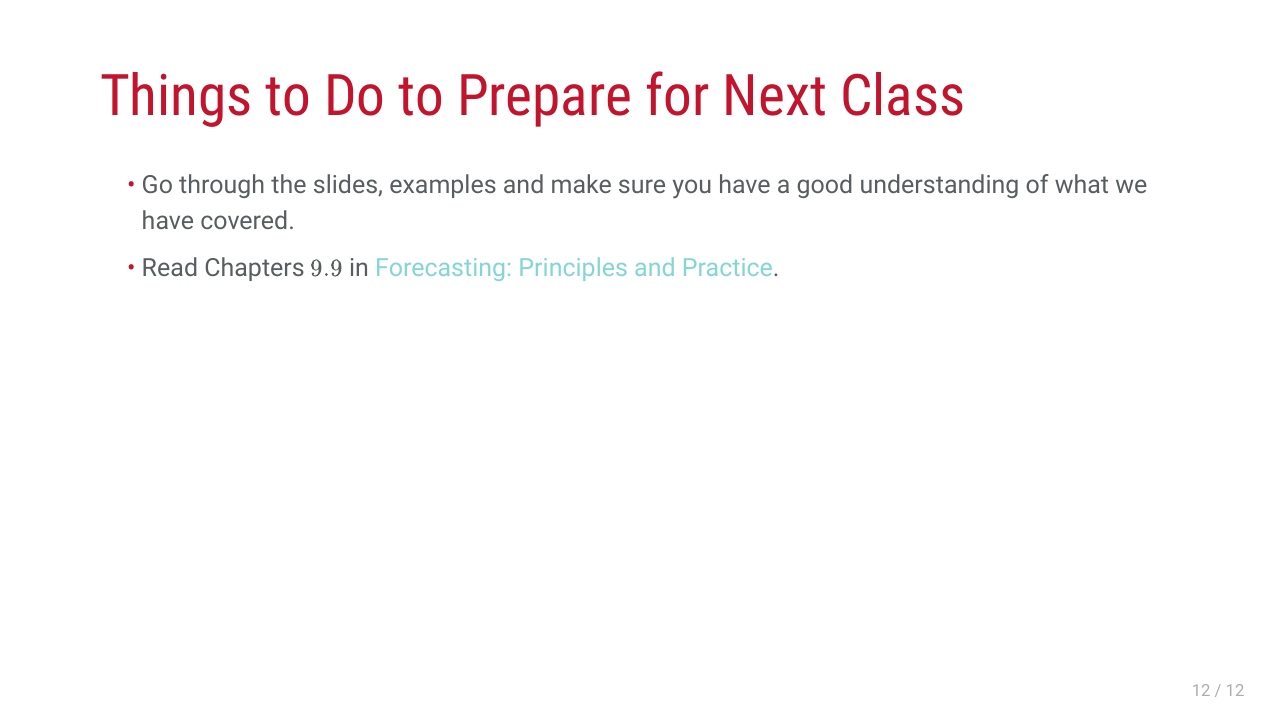 Things to Do to Prepare for Next Class
• Go through the slides, examples and make sure you have a good understanding of what we
have covered.
• Read Chapters 9.9 in Forecasting: Principles and Practice.
12 / 12